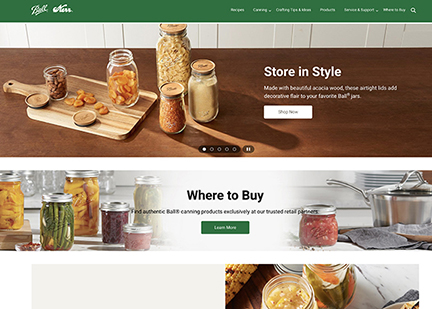 Ball Kerr
Recipes Canning Crafting Tips & Ideas Products Service & Support Where to Buy
Store in Style
Made with beautiful acacia wood, these airtight lids add
decorative flair to your favorite Ball® jars.
Shop Now
Where to Buy
Find authentic Ball® canning products exclusively at our trusted retail partners.
Learn More